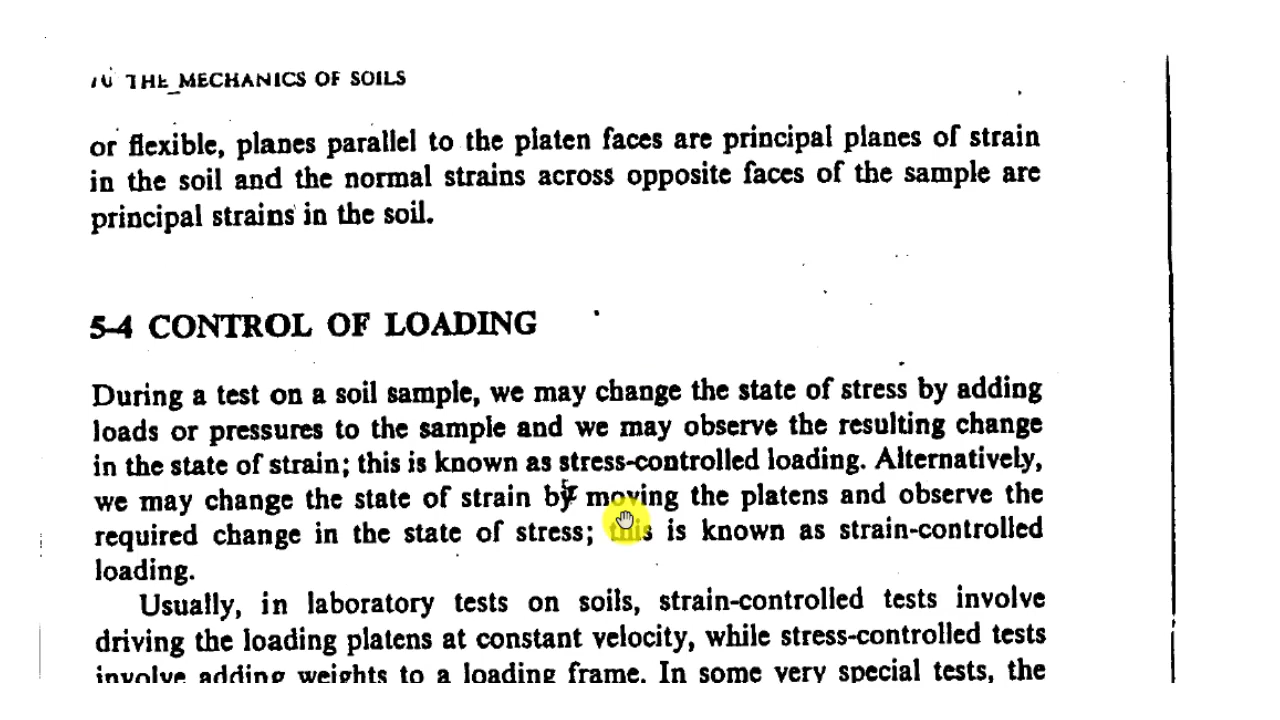 THE MECHANICS OF SOILS
or flexible, planes parallel to the platen faces are principal planes of strain
in the soil and the normal strains across opposite faces of the sample are
principal strains in the soil.
5-4 CONTROL OF LOADING
During a test on a soil sample, we may change the state of stress by adding
loads or pressures to the sample and we may observe the resulting change
in the state of strain; this is known as stress-controlled loading. Alternatively,
we may change the state of strain by moving the platens and observe the
required change in the state of stress; this is known as strain-controlled
loading.
Usually, in laboratory tests on soils, strain-controlled tests involve
driving the loading platens at constant velocity, while stress-controlled tests
involve adding weights to a loading frame. In some very special tests, the